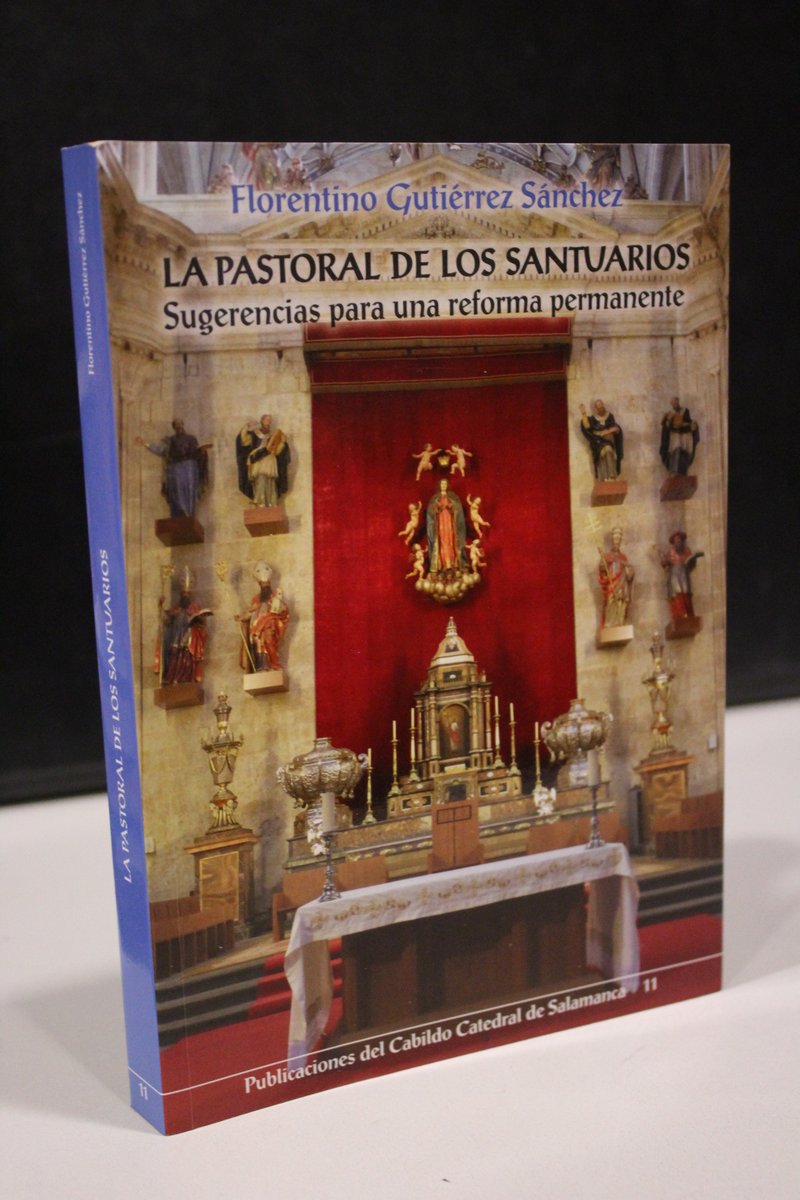 Florentino Gutiérrez Sánchez
LA PASTORAL DE LOS SANTUARIOS
Sugerencias para una reforma permanente
Publicaciones del Cabildo Catedral de Salamanca - 11
Florentino Gutiérrez Sánchez
LA PASTORAL DE LOS SANTUARIOS
11